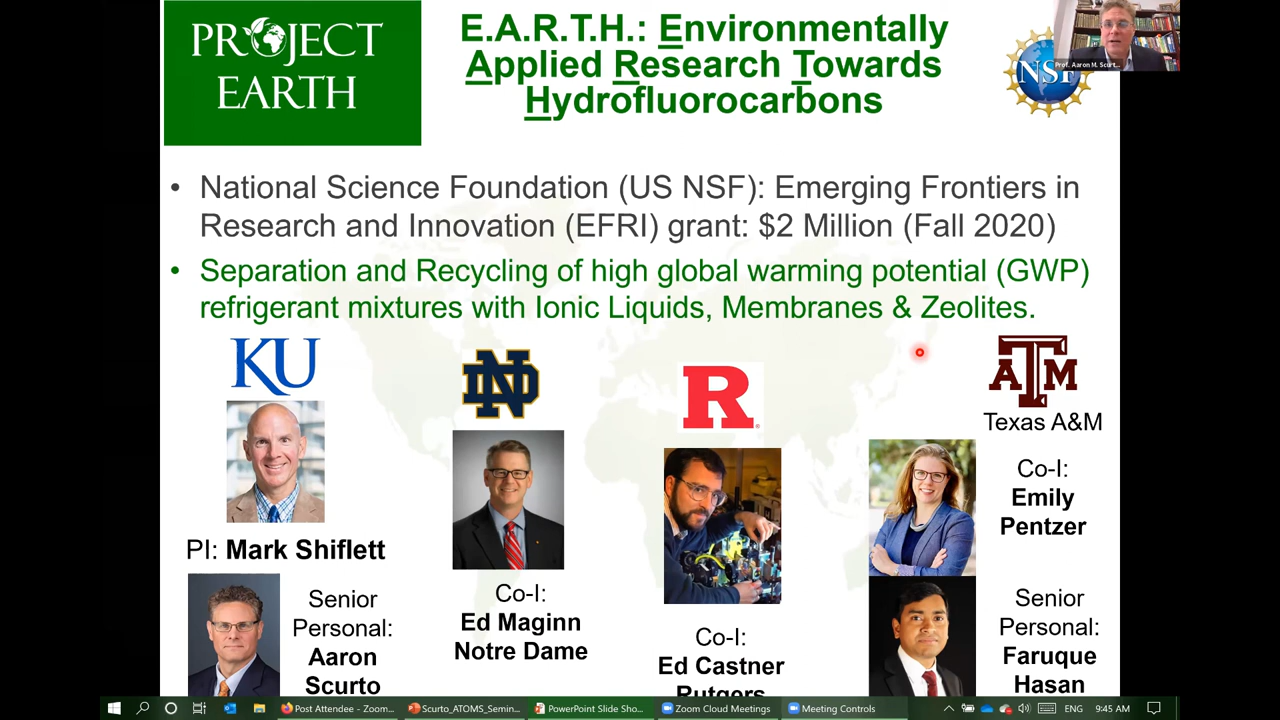 PROJECT
EARTH
E.A.R.T.H.: Environmentally
Applied Research Towards
Hydrofluorocarbons
NSF
Prof. Aaron M. Scurt...
• National Science Foundation (US NSF): Emerging Frontiers in
Research and Innovation (EFRI) grant: $2 Million (Fall 2020)
• Separation and Recycling of high global warming potential (GWP)
refrigerant mixtures with Ionic Liquids, Membranes & Zeolites.
KU
ND
R
ATM
Texas A&M
PI: Mark Shiflett
Senior
Personal:
Aaron
Scurto
Co-I:
Ed Maginn
Notre Dame
Co-I:
Ed Castner
Rutgers
Co-I:
Emily
Pentzer
Senior
Personal:
Faruque
Hasan
Post Attendee - Zoom...
Scurto_ATOMS_Semin...
PowerPoint Slide Sho...
Zoom Cloud Meetings
Meeting Controls
ENG
9:45 AM